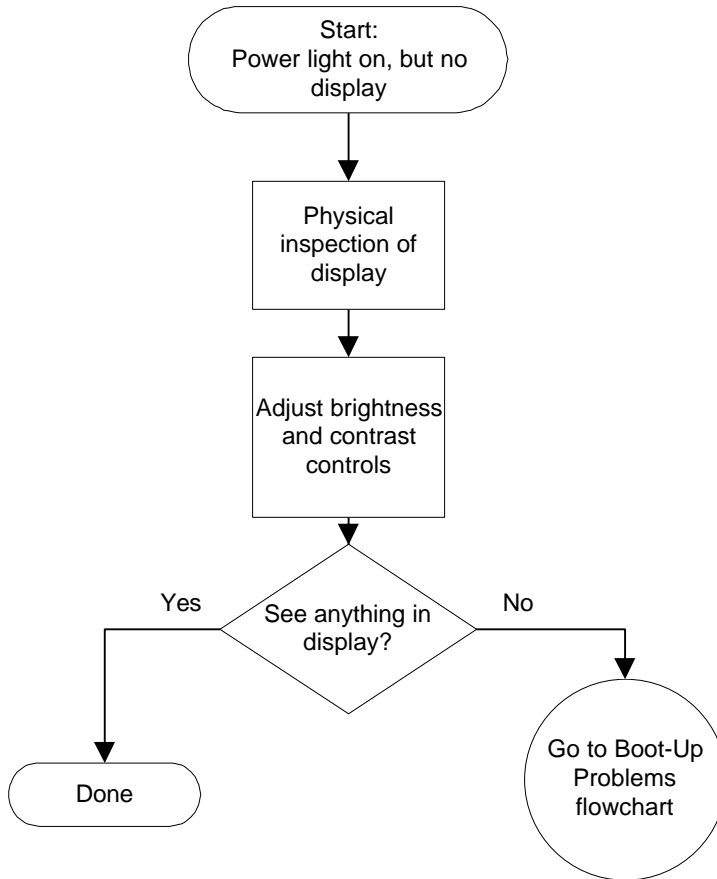 Start:
Power light on, but no
display
Physical
inspection of
display
Adjust brightness
and contrast
controls
See anything in
display?
Yes
No
Done
Go to Boot-Up
Problems
flowchart